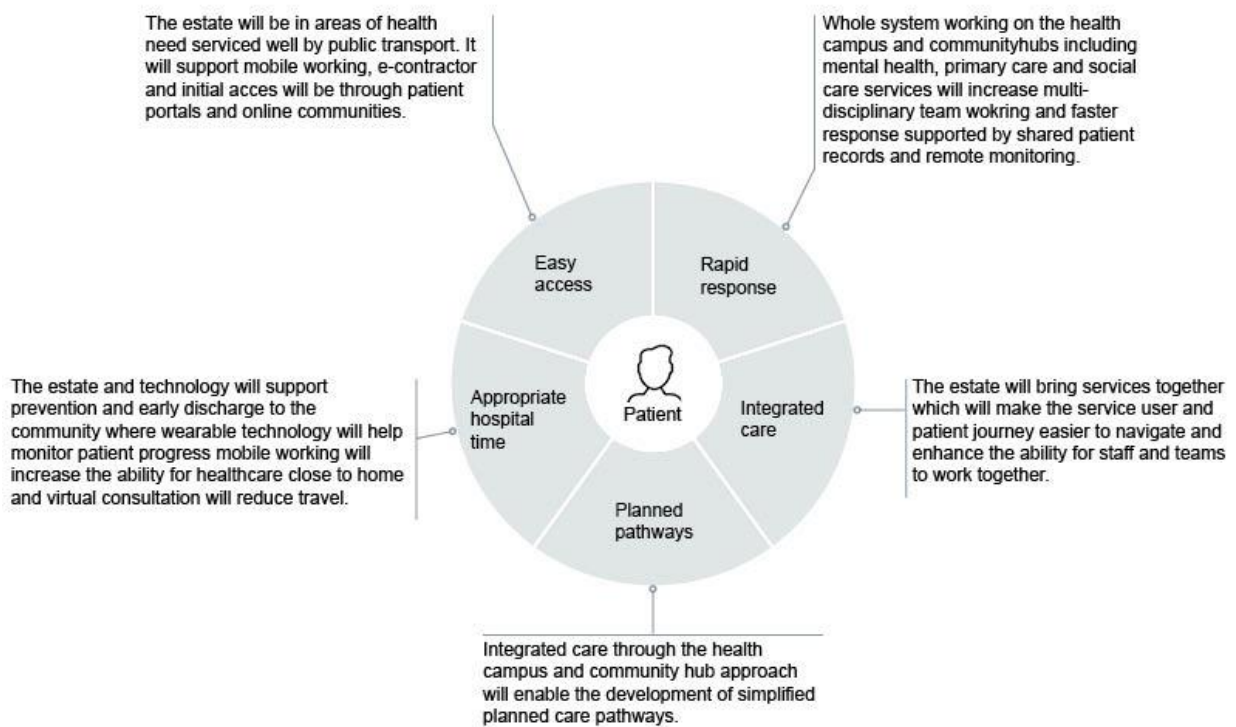 The estate will be in areas of health
need serviced well by public transport. It
will support mobile working, e-contractor
and initial acces will be through patient
portals and online communities.
Whole system working on the health
campus and communityhubs including
mental health, primary care and social
care services will increase multi-
disciplinary team wokring and faster
response supported by shared patient
records and remote monitoring.
Easy
access
Rapid
response
The estate and technology will support
prevention and early discharge to the
community where wearable technology will help
monitor patient progress mobile working will
increase the ability for healthcare close to home
and virtual consultation will reduce travel.
Appropriate
hospital
time
Patient
Integrated
care
The estate will bring services together
which will make the service user and
patient journey easier to navigate and
enhance the ability for staff and teams
to work together.
Planned
pathways
Integrated care through the health
campus and community hub approach
will enable the development of simplified
planned care pathways.